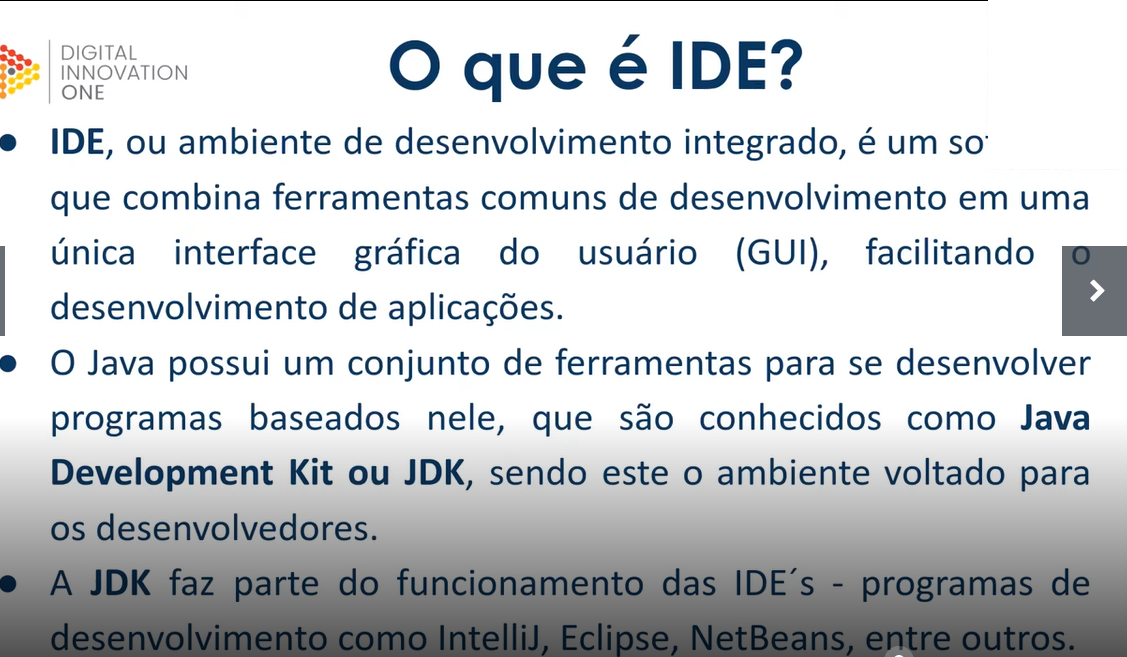 DIGITAL
INNOVATION
ONE
O que é IDE?
● IDE, ou ambiente de desenvolvimento integrado, é um
que combina ferramentas comuns de desenvolvimento em uma
única interface gráfica do usuário (GUI), facilitando o
desenvolvimento de aplicações.
● O Java possui um conjunto de ferramentas para se desenvolver
programas baseados nele, que são conhecidos como Java
Development Kit ou JDK, sendo este o ambiente voltado para
os desenvolvedores.
● A JDK faz parte do funcionamento das IDE´s - programas de
desenvolvimento como IntelliJ, Eclipse, NetBeans, entre outros.